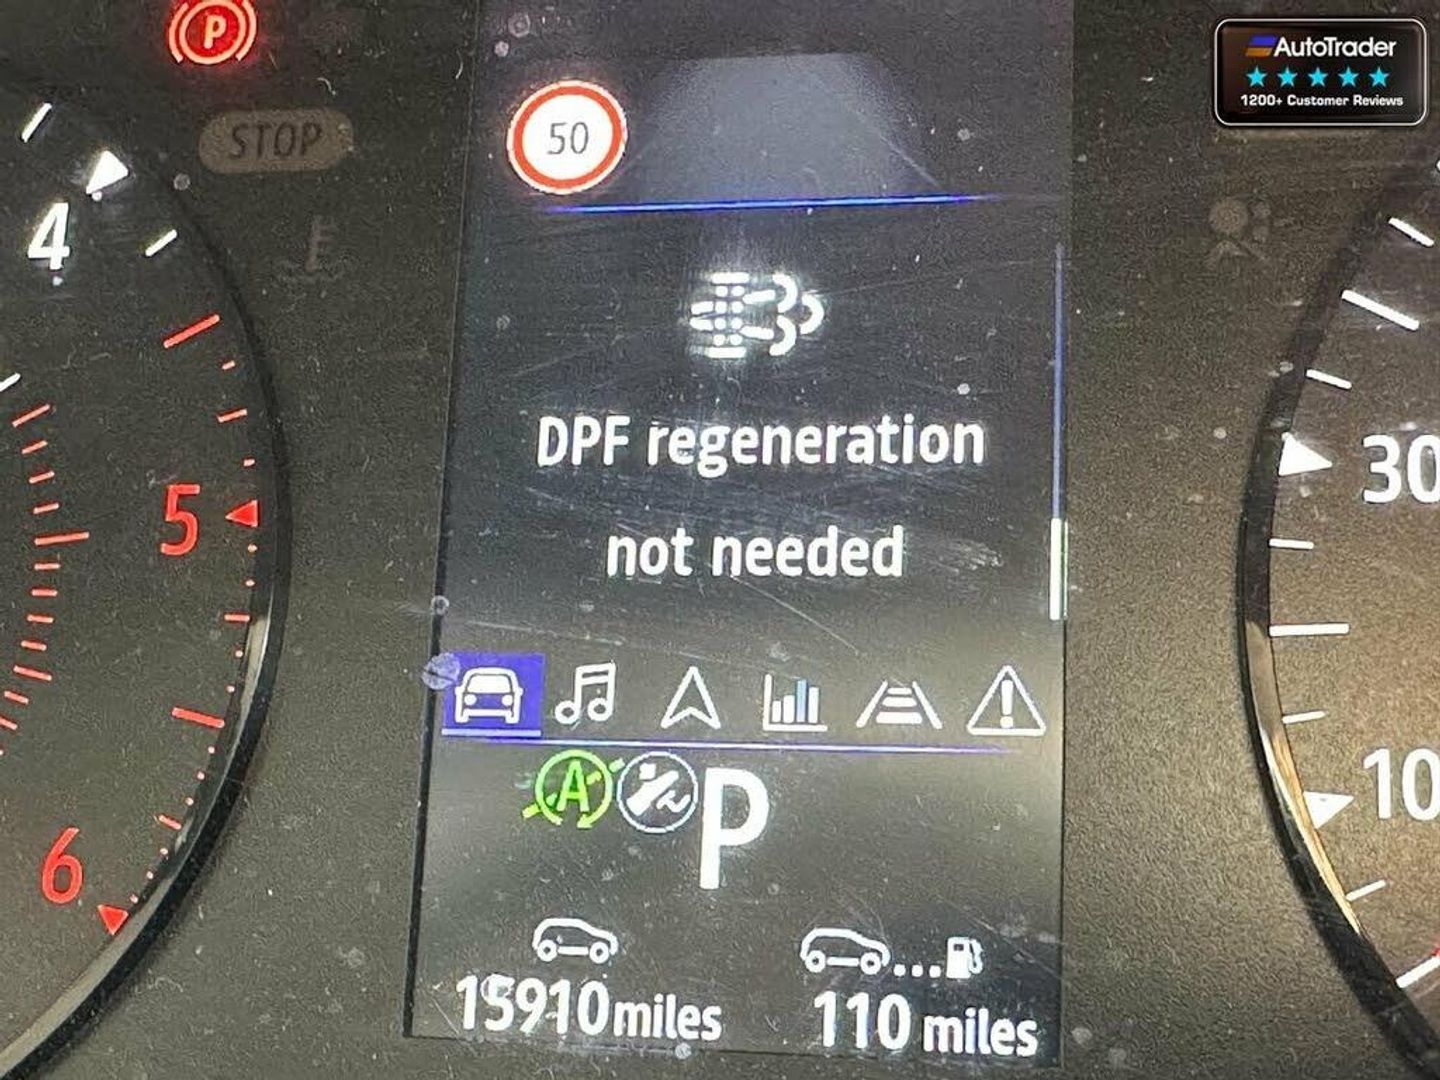 P
AutoTrader
1200+ Customer Reviews
50
STOP
4
DPF regeneration
not needed
5
30
A
P
10
6
15910 miles
110 miles